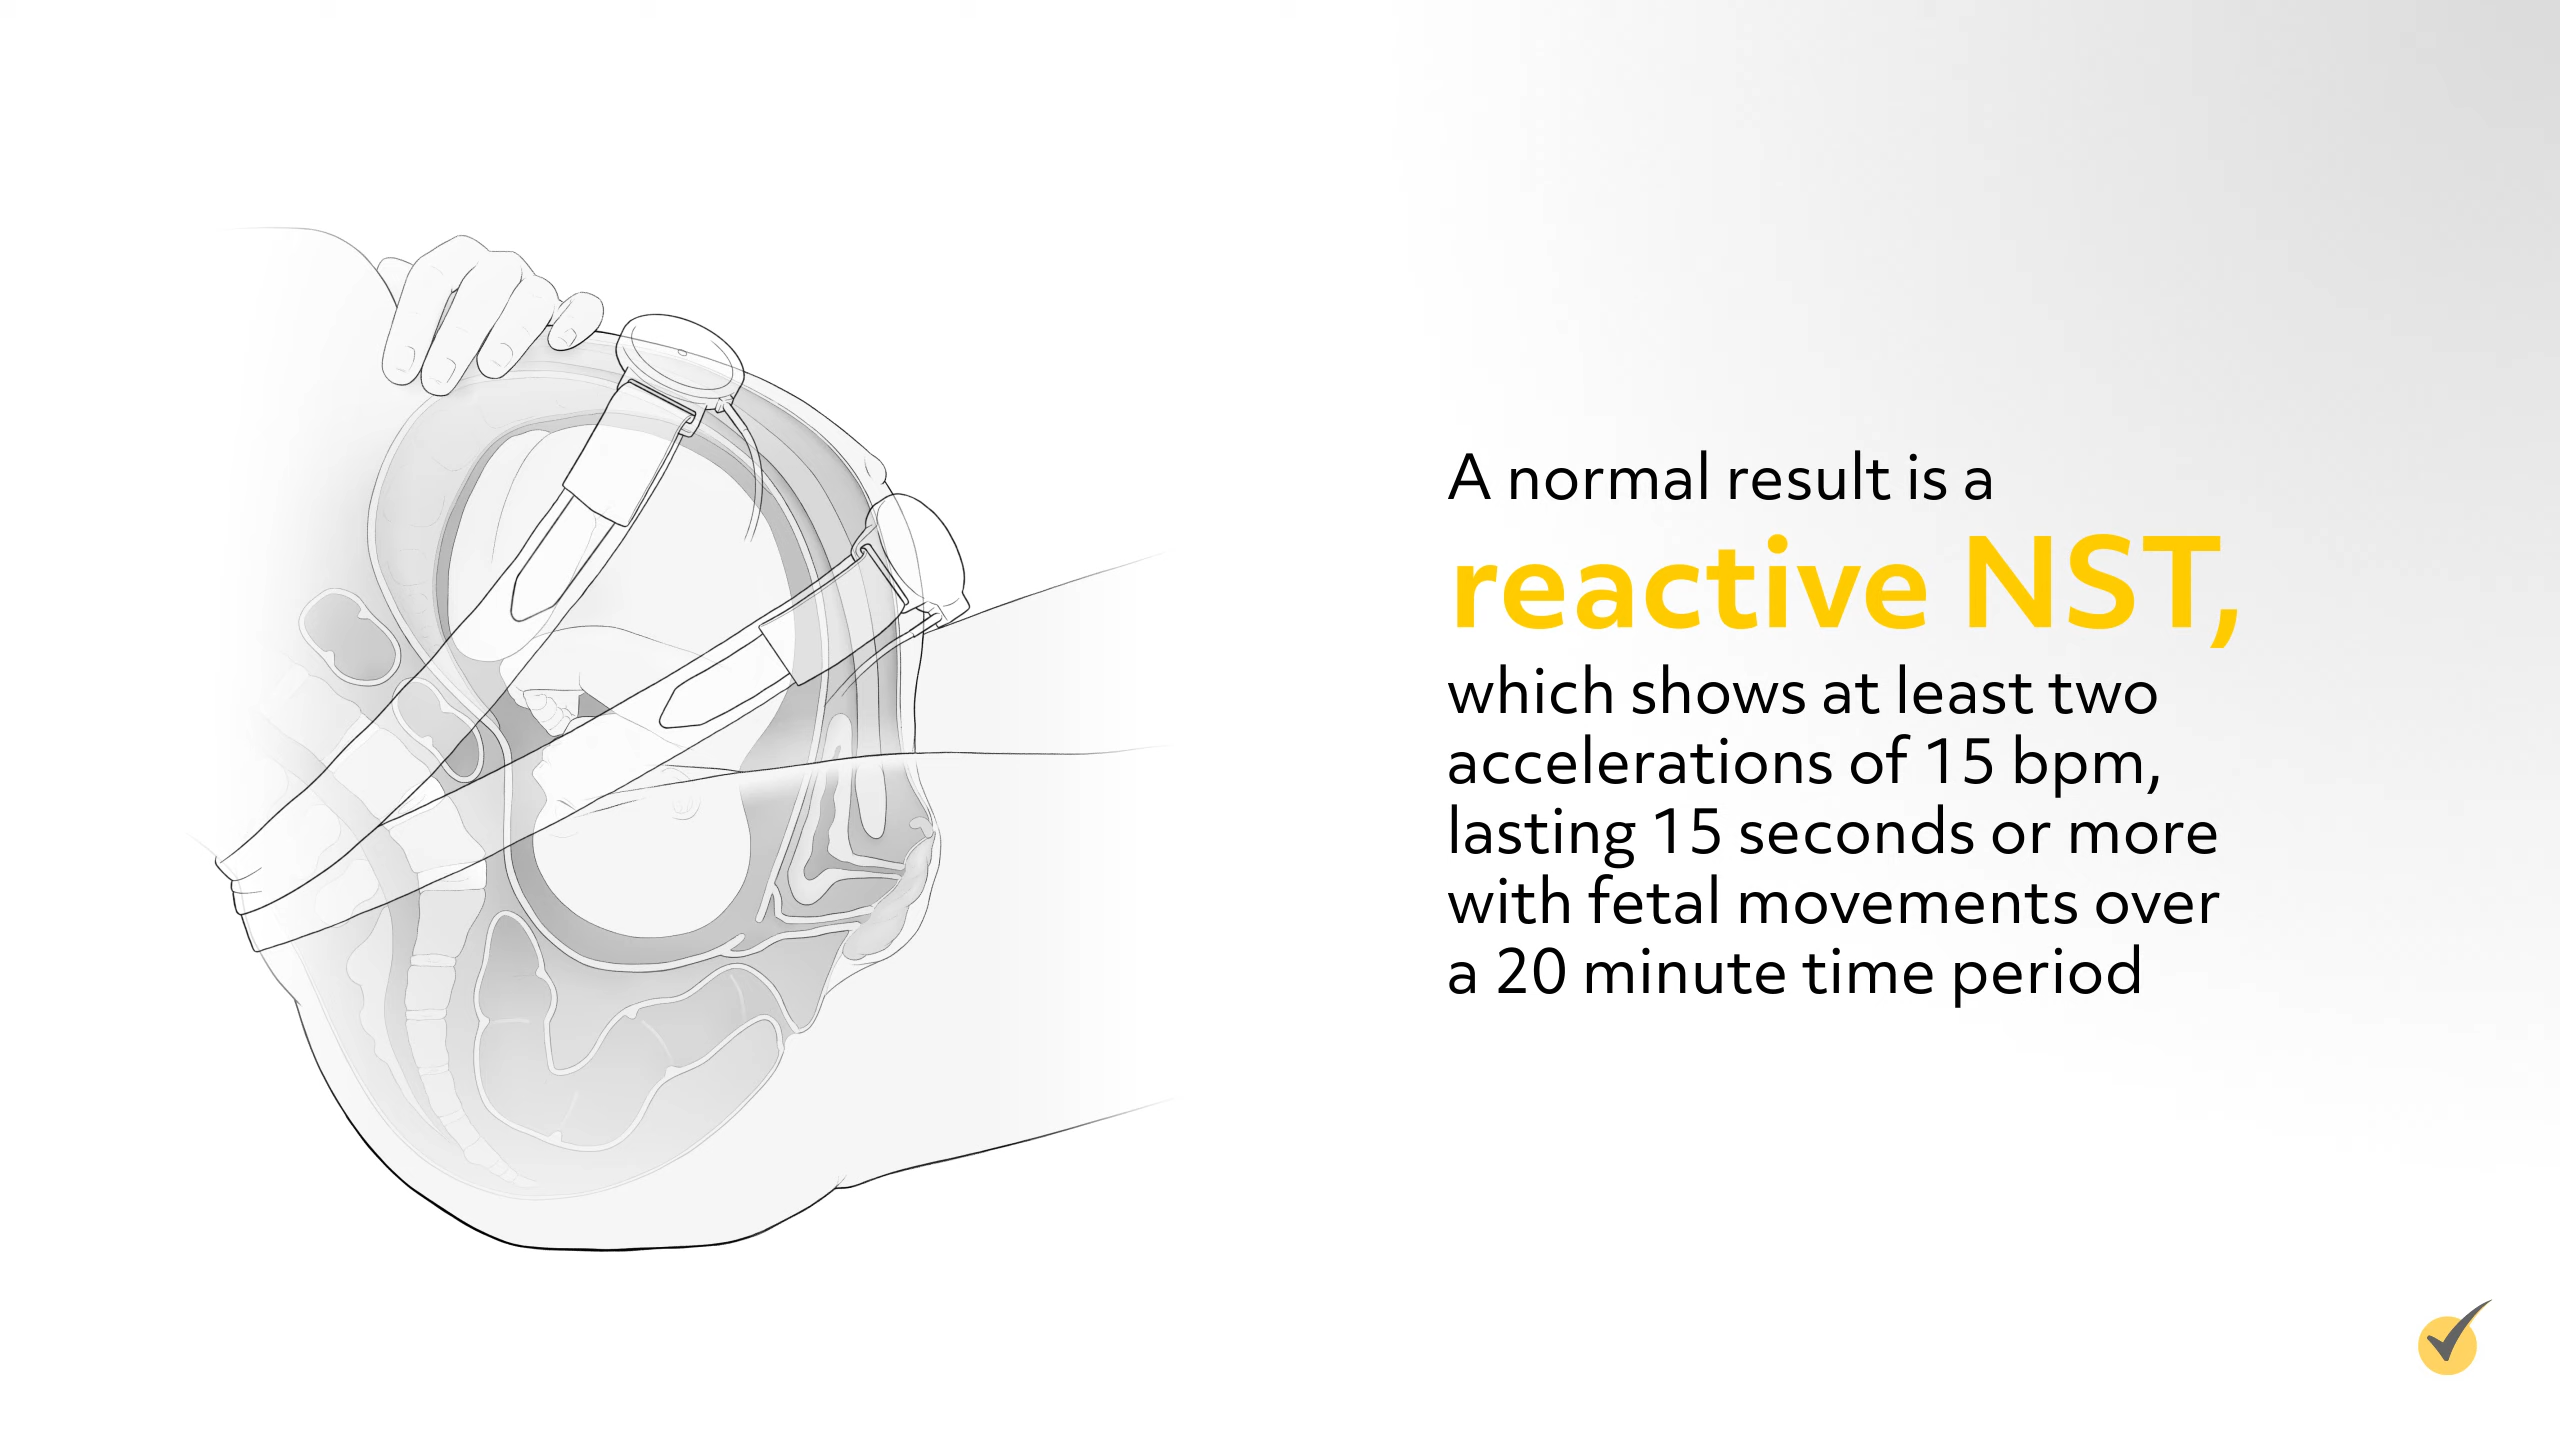 A normal result is a
reactive NST,
which shows at least two
accelerations of 15 bpm,
lasting 15 seconds or more
with fetal movements over
a 20 minute time period